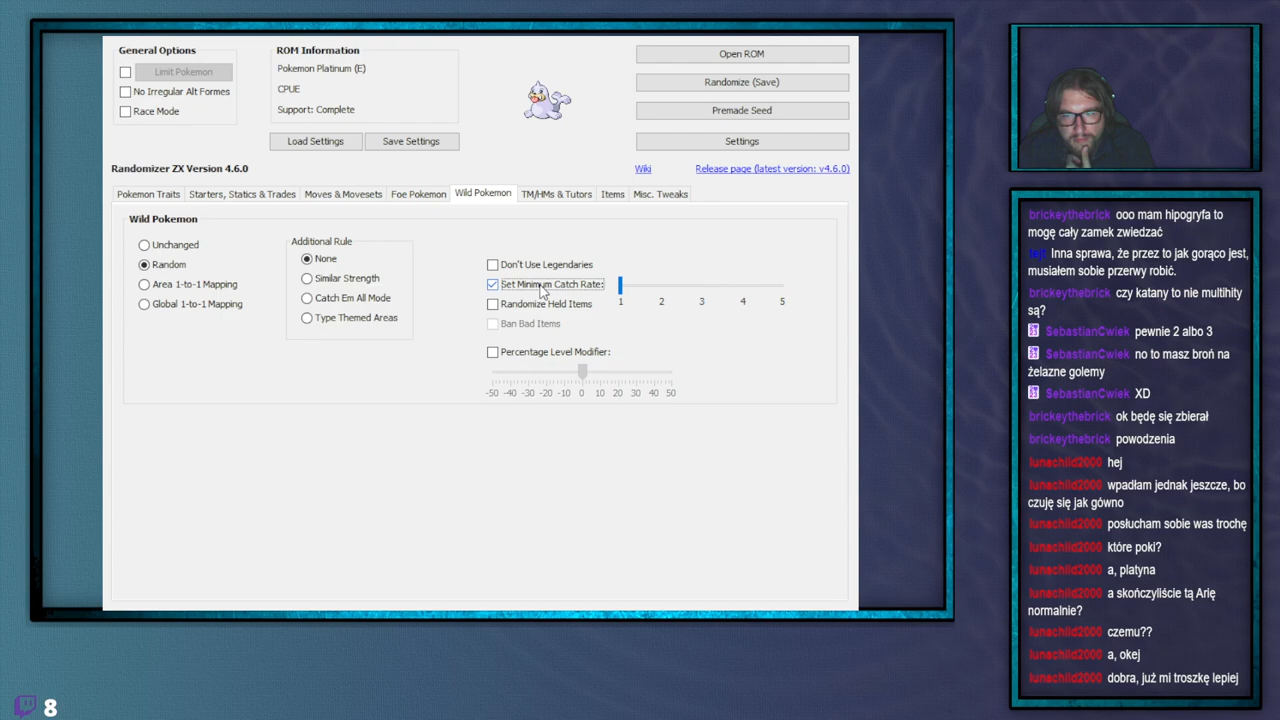 General Options
Limit Pokemon
No Irregular Alt Formes
Race Mode
ROM Information
Pokemon Platinum (E)
CPUE
Support: Complete
Load Settings
Save Settings
Open ROM
Randomize (Save)
Premade Seed
Settings
Randomizer ZX Version 4.6.0
Wiki
Release page (latest version: v4.6.0)
Pokemon Traits
Starters, Statics & Trades
Moves & Movesets
Foe Pokemon
Wild Pokemon
TM/HMs & Tutors
Items
Misc. Tweaks
Wild Pokemon
Unchanged
Random
Area 1-to-1 Mapping
Global 1-to-1 Mapping
Additional Rule
None
Similar Strength
Catch Em All Mode
Type Themed Areas
Don't Use Legendaries
Set Minimum Catch Rate:
1 2 3 4 5
Randomize Held Items
Ban Bad Items
Percentage Level Modifier:
-50 -40 -30 -20 -10 0 10 20 30 40 50
brickeythebrick ooo mam hipogryfa to
mogę cały zamek zwiedzać
Inna sprawa, że przez to jak gorąco jest,
musiałem sobie przerwy robić.
brickeythebrick czy katany to nie multihity
są?
SebastianCwiek pewnie 2 albo 3
SebastianCwiek no to masz broń na
żelazne golemy
SebastianCwiek XD
brickeythebrick ok będę się zbierał
brickeythebrick powodzenia
lunachild2000 hej
lunachild2000 wpadłam jednak jeszcze, bo
czuję się jak gówno
lunachild2000 posłucham sobie was trochę
lunachild2000 które poki?
lunachild2000 a, platyna
lunachild2000 a skończyliście tą Arię
normalnie?
lunachild2000 czemu??
lunachild2000 a, okej
lunachild2000 dobra, już mi troszkę lepiej
8